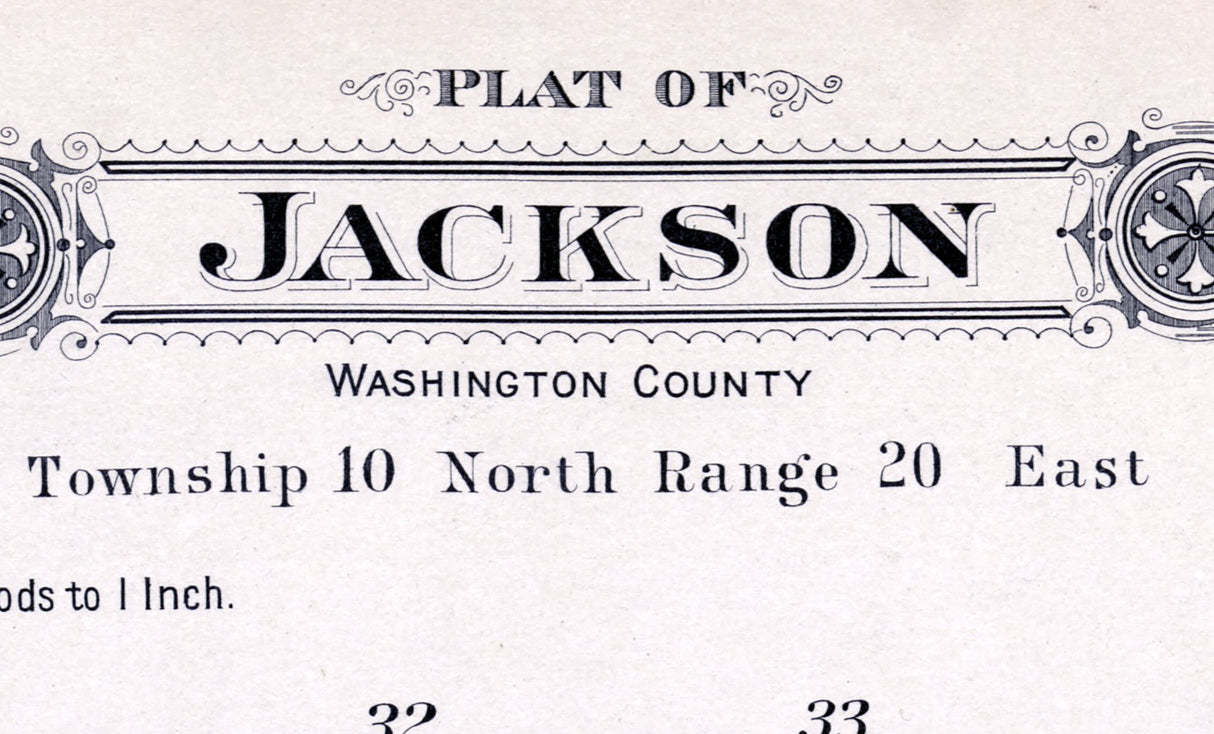 PLAT OF
JACKSON
WASHINGTON COUNTY
Township 10 North Range 20 East
ods to 1 Inch.
32 33